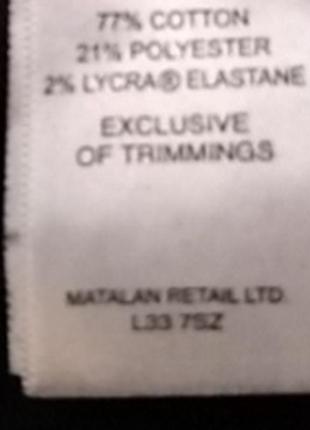 77% COTTON
21% POLYESTER
2% LYCRA® ELASTANE
EXCLUSIVE
OF TRIMMINGS
MATALAN RETAIL LTD.
L33 7SZ